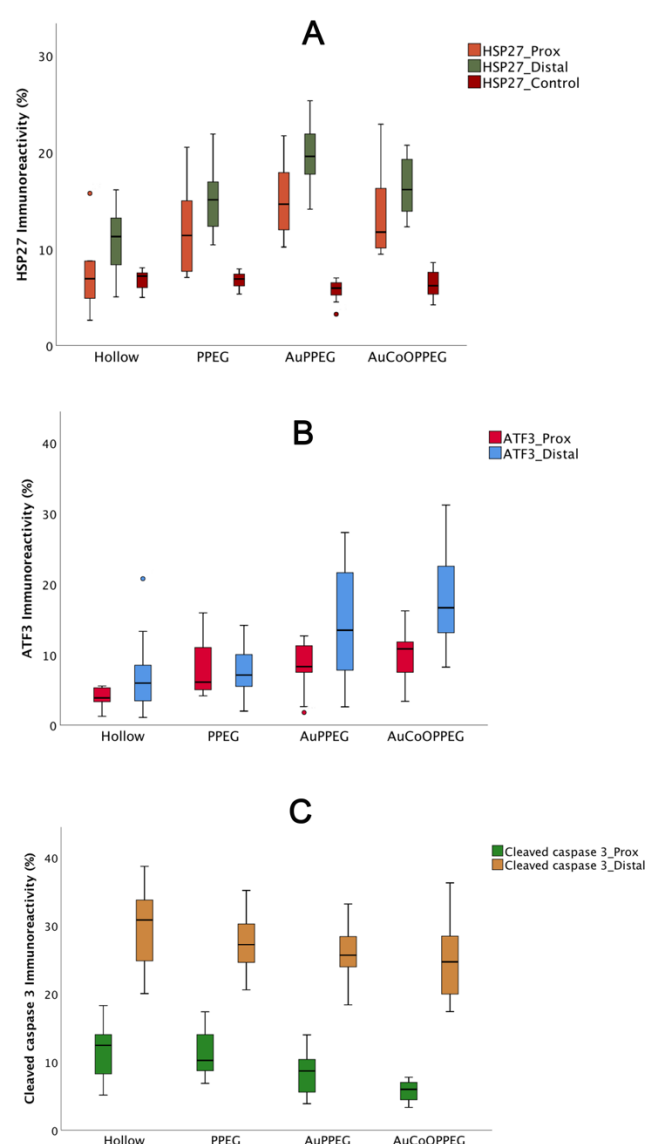 A
30
20
10
0
HSP27 Immunoreactivity (%)
HSP27_Prox
HSP27_Distal
HSP27_Control
Hollow PPEG AuPPEG AuCoOPPEG
B
40
30
20
10
0
ATF3 Immunoreactivity (%)
ATF3_Prox
ATF3_Distal
Hollow PPEG AuPPEG AuCoOPPEG
C
40
30
20
10
0
Cleaved caspase 3 Immunoreactivity (%)
Cleaved caspase 3_Prox
Cleaved caspase 3_Distal
Hollow PPEG AuPPEG AuCoOPPEG